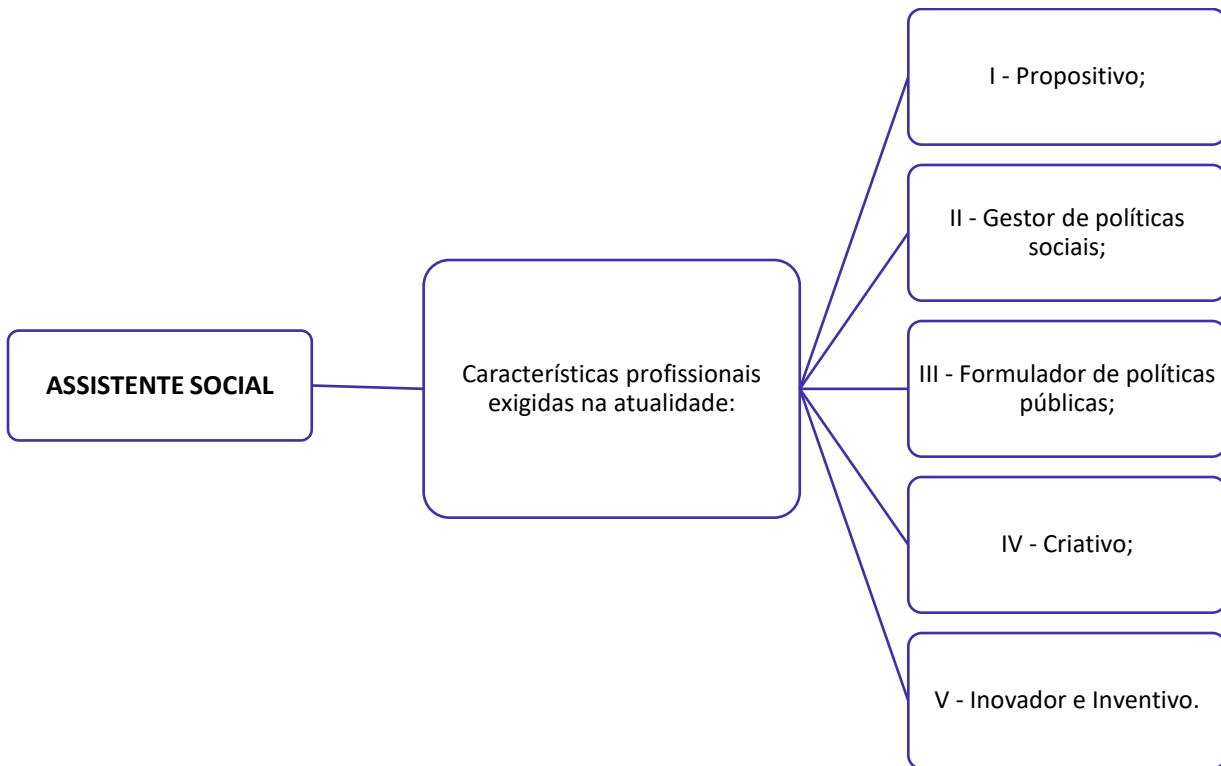 ASSISTENTE SOCIAL
Características profissionais
exigidas na atualidade:
I - Propositivo;
II - Gestor de políticas
sociais;
III - Formulador de políticas
públicas;
IV - Criativo;
V - Inovador e Inventivo.